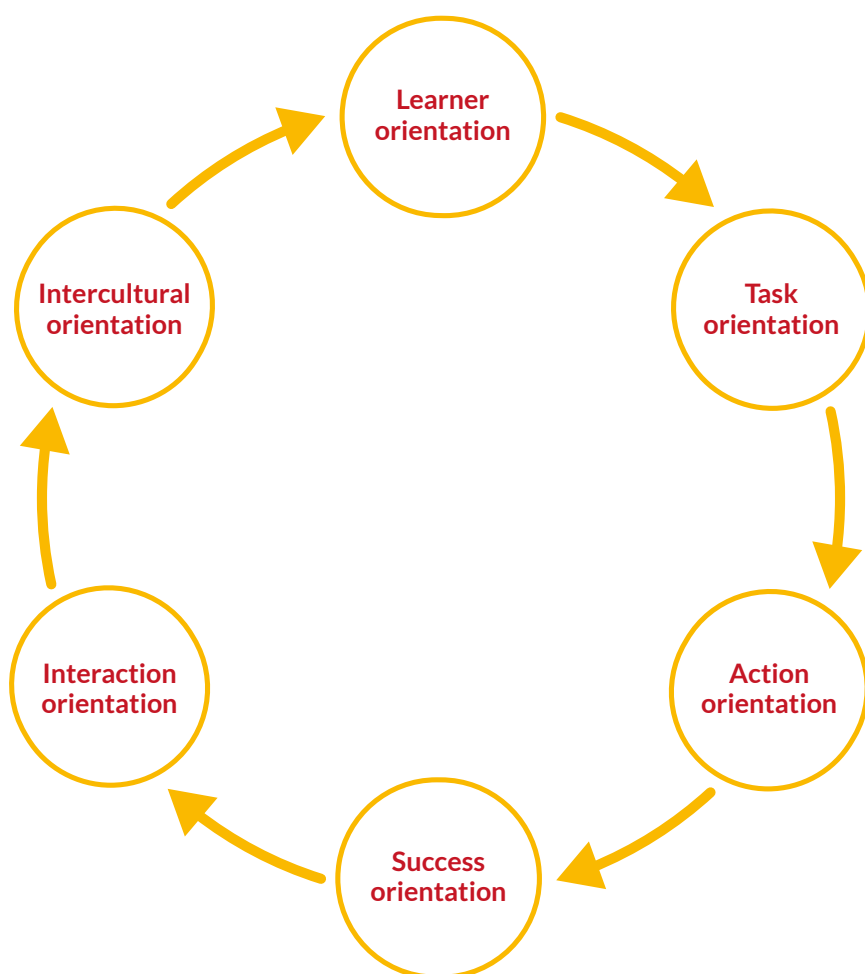 Learner
orientation
Task
orientation
Action
orientation
Success
orientation
Interaction
orientation
Intercultural
orientation